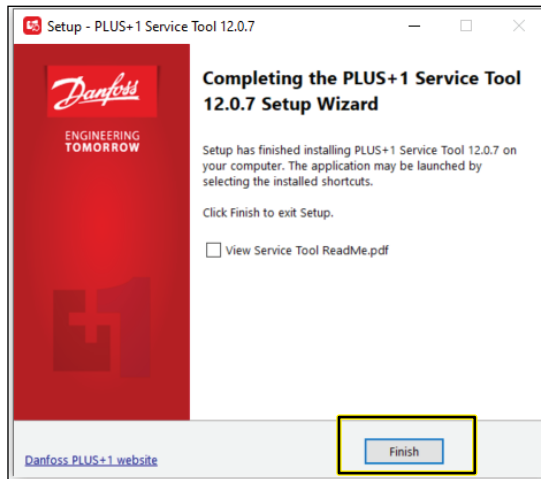 Setup - PLUS+1 Service Tool 12.0.7
Danfoss
ENGINEERING
TOMORROW
Completing the PLUS+1 Service Tool
12.0.7 Setup Wizard
Setup has finished installing PLUS+1 Service Tool 12.0.7 on
your computer. The application may be launched by
selecting the installed shortcuts.
Click Finish to exit Setup.
View Service Tool ReadMe.pdf
+1
Danfoss PLUS+1 website
Finish